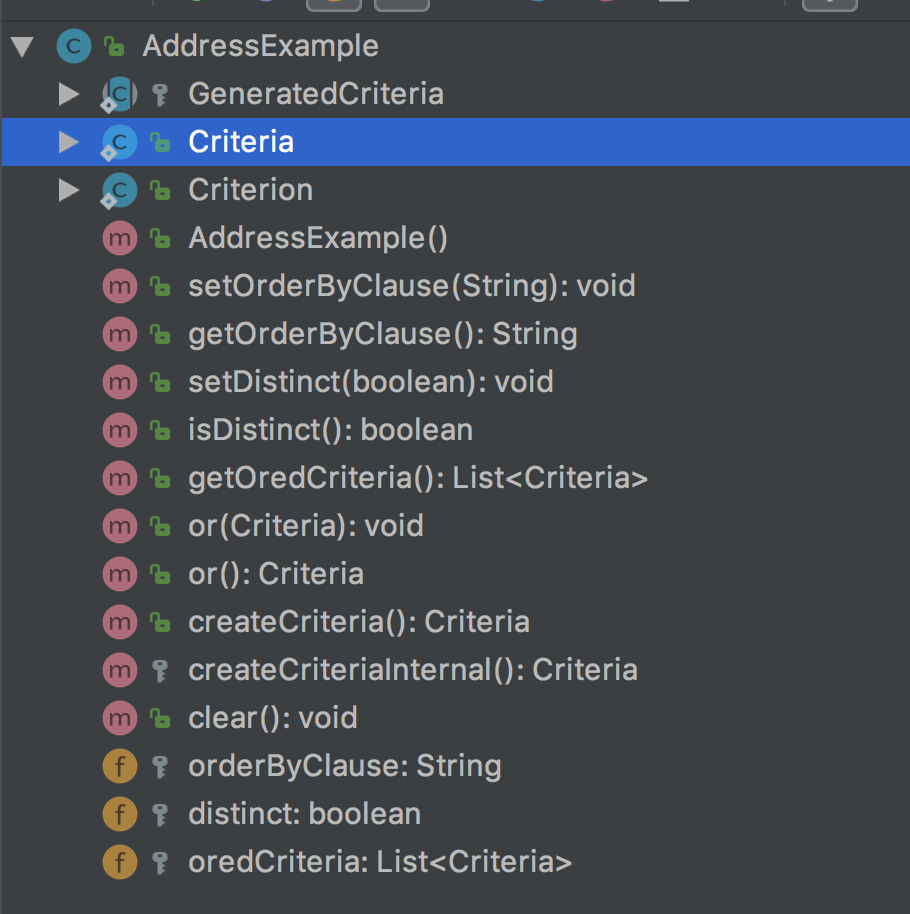 C AddressExample
C GeneratedCriteria
C Criteria
C Criterion
m AddressExample()
m setOrderByClause(String): void
m getOrderByClause(): String
m setDistinct(boolean): void
m isDistinct(): boolean
m getOredCriteria(): List<Criteria>
m or(Criteria): void
m or(): Criteria
m createCriteria(): Criteria
m createCriteriaInternal(): Criteria
m clear(): void
f orderByClause: String
f distinct: boolean
f oredCriteria: List<Criteria>